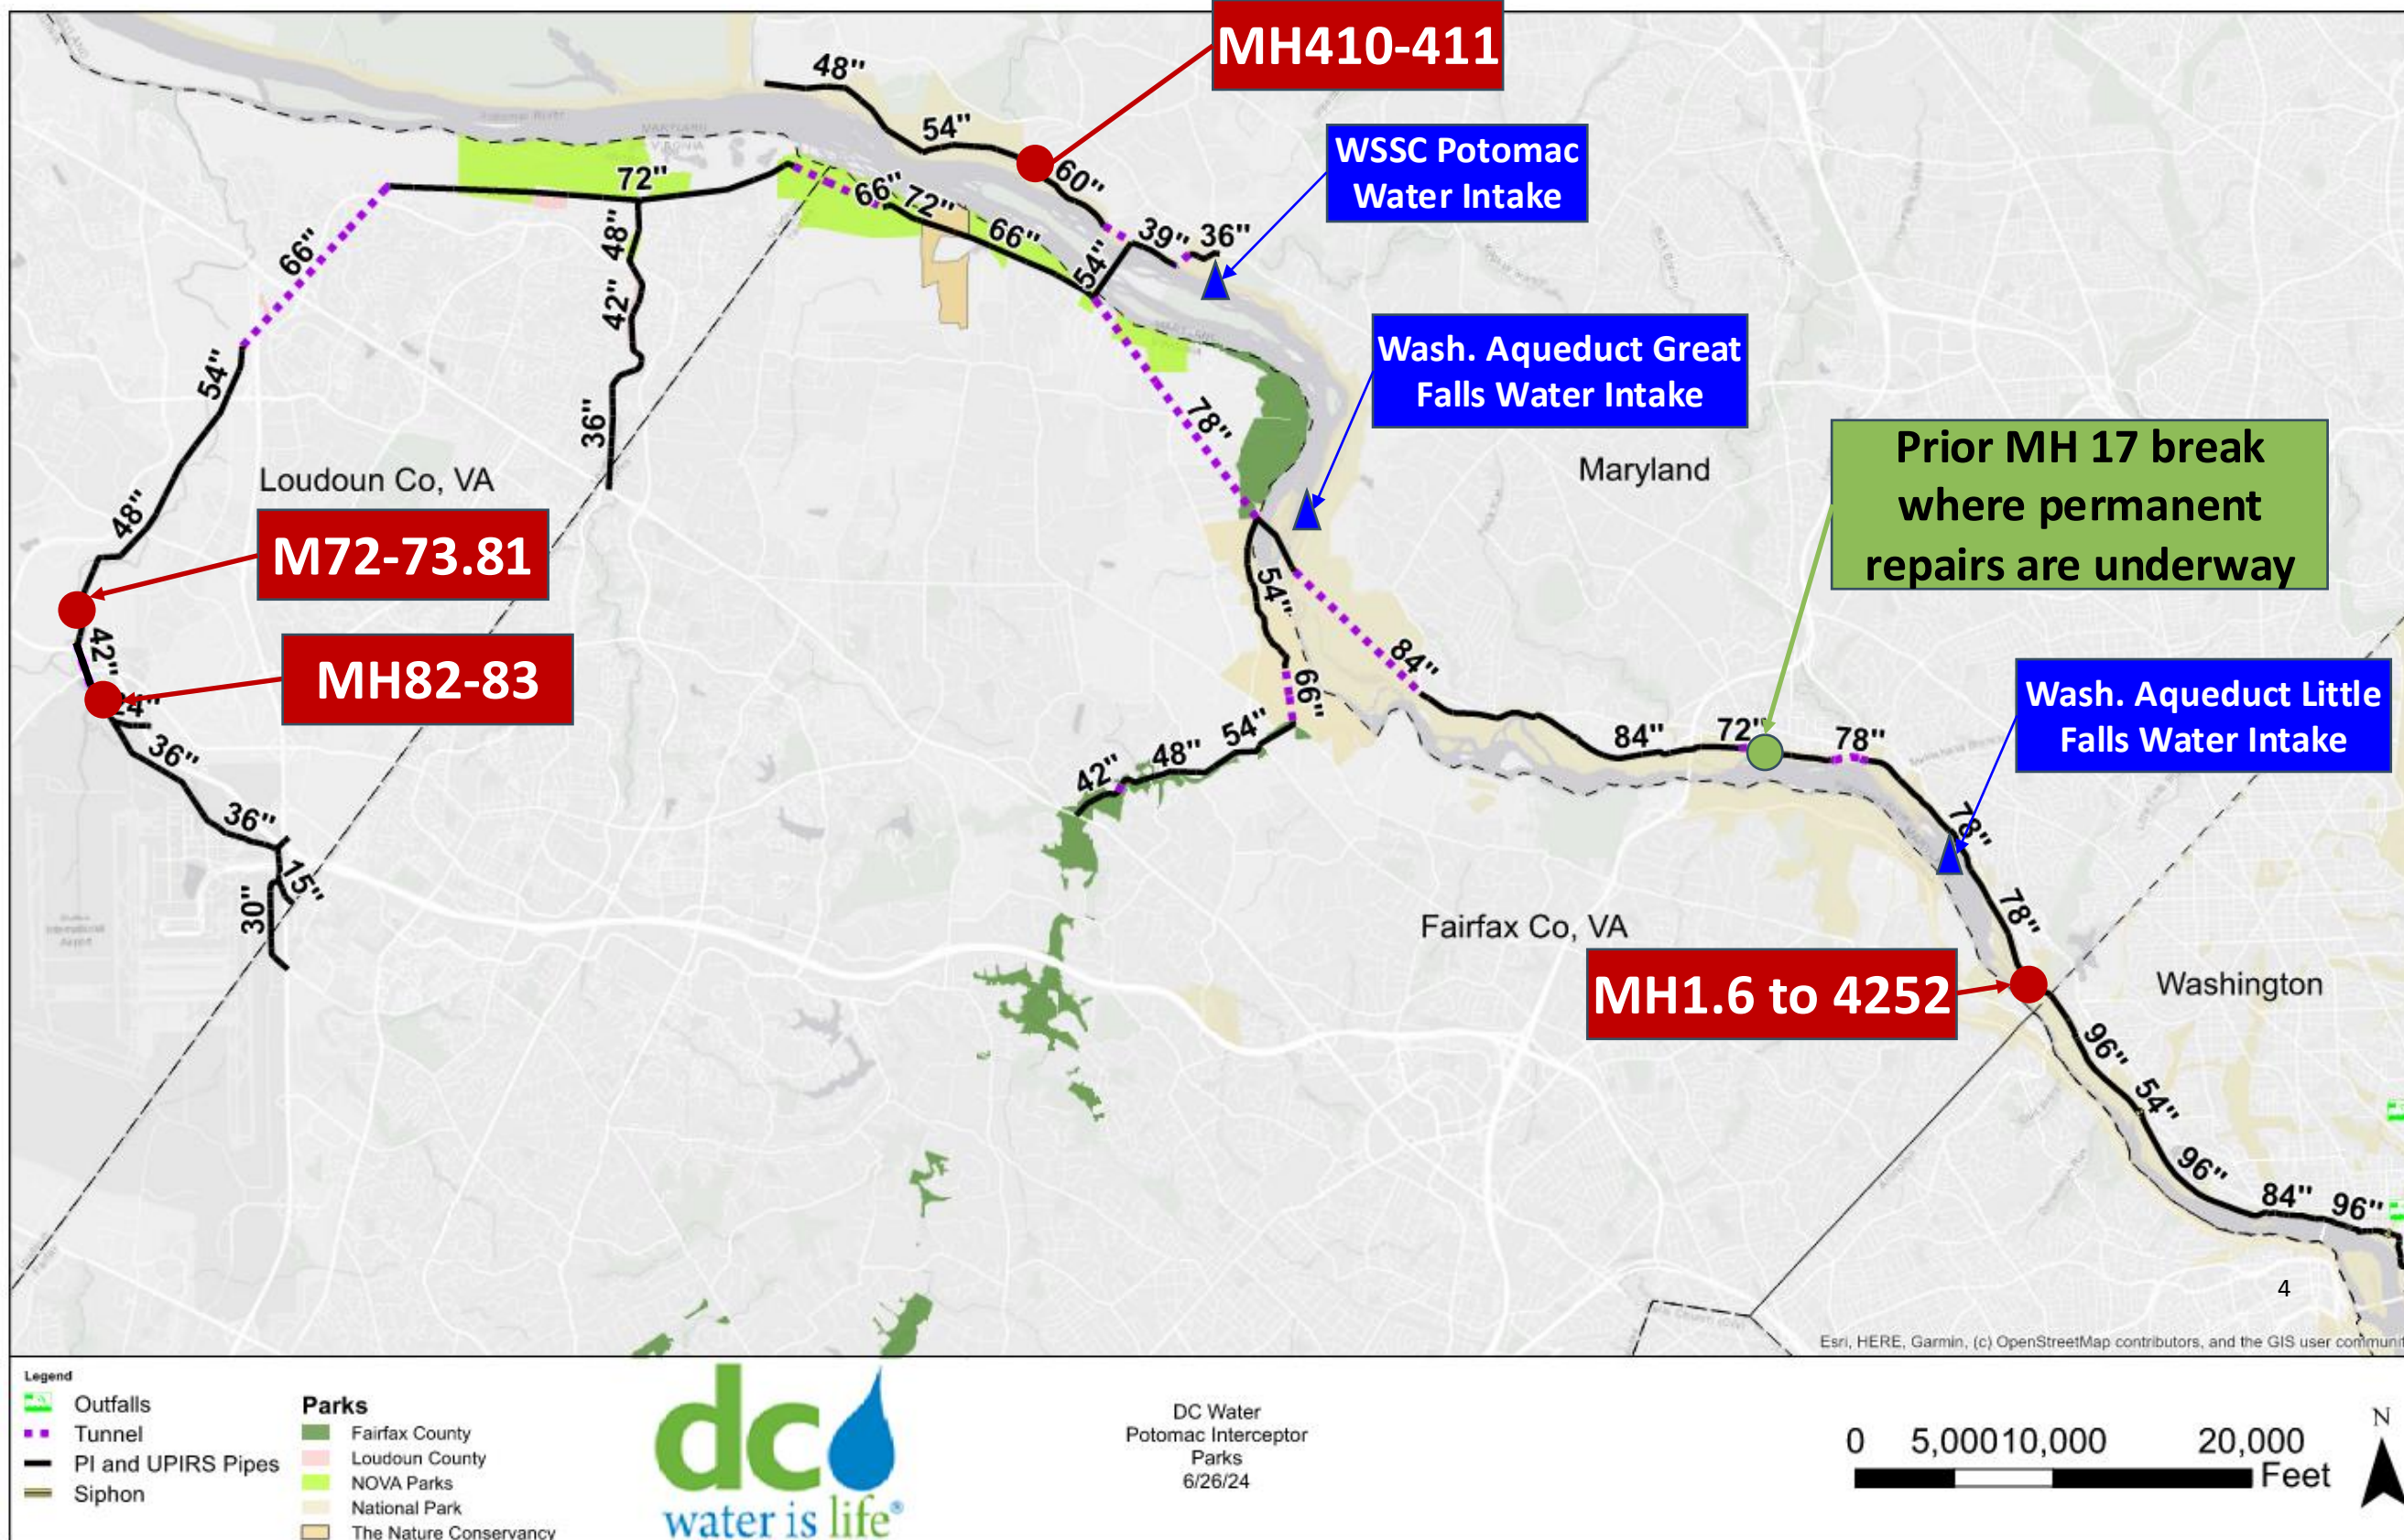 MH410-411
48"
54"
WSSC Potomac
Water Intake
60"
72"
66"
72"
66"
48"
54"
39"
36"
66"
42"
Wash. Aqueduct Great
Falls Water Intake
54"
36"
78"
Prior MH 17 break
where permanent
repairs are underway
Loudoun Co, VA
Maryland
48"
M72-73.81
54"
42"
MH82-83
84"
66"
Wash. Aqueduct Little
Falls Water Intake
36"
54"
48"
42"
84"
72"
78"
36"
78"
15"
30"
78"
Fairfax Co, VA
MH1.6 to 4252
Washington
96"
54"
96"
84"
96"
4
Esri, HERE, Garmin, (c) OpenStreetMap contributors, and the GIS user communit
Legend
Outfalls
Tunnel
PI and UPIRS Pipes
Siphon
Parks
Fairfax County
Loudoun County
NOVA Parks
National Park
The Nature Conservancy
dc
water is life®
DC Water
Potomac Interceptor
Parks
6/26/24
0 5,000 10,000 20,000
Feet
N